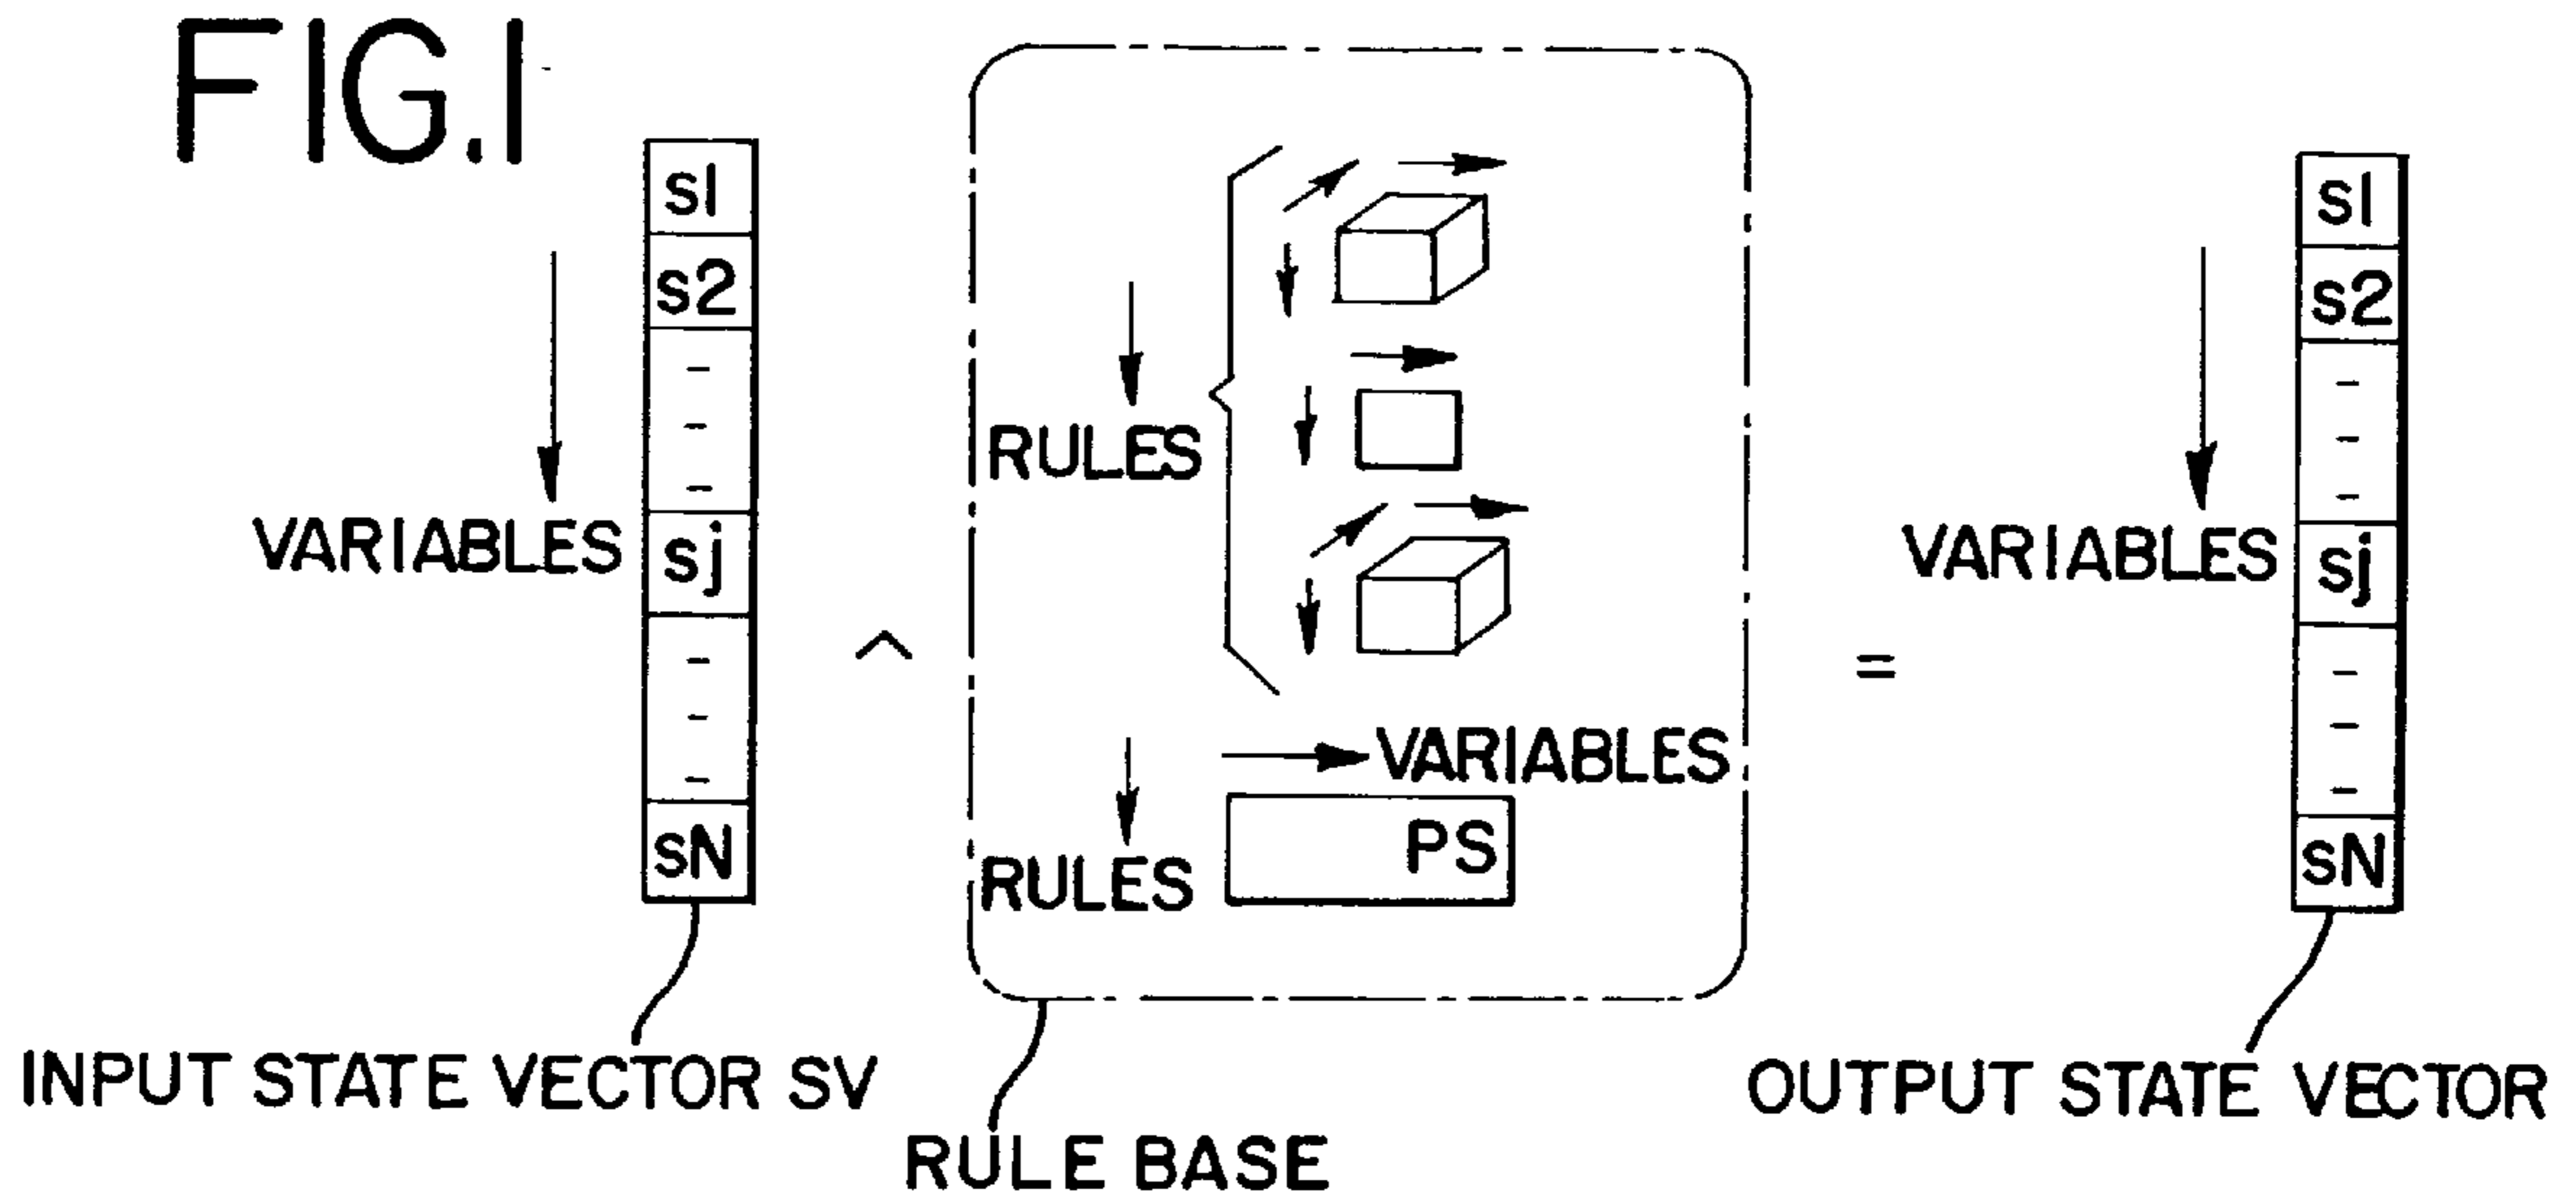 FIG.1
s1
s2
-
-
-
VARIABLES
sj
-
-
-
sN
INPUT STATE VECTOR SV
^
RULES
VARIABLES
RULES
PS
RULE BASE
=
s1
s2
-
-
-
VARIABLES
sj
-
-
-
sN
OUTPUT STATE VECTOR